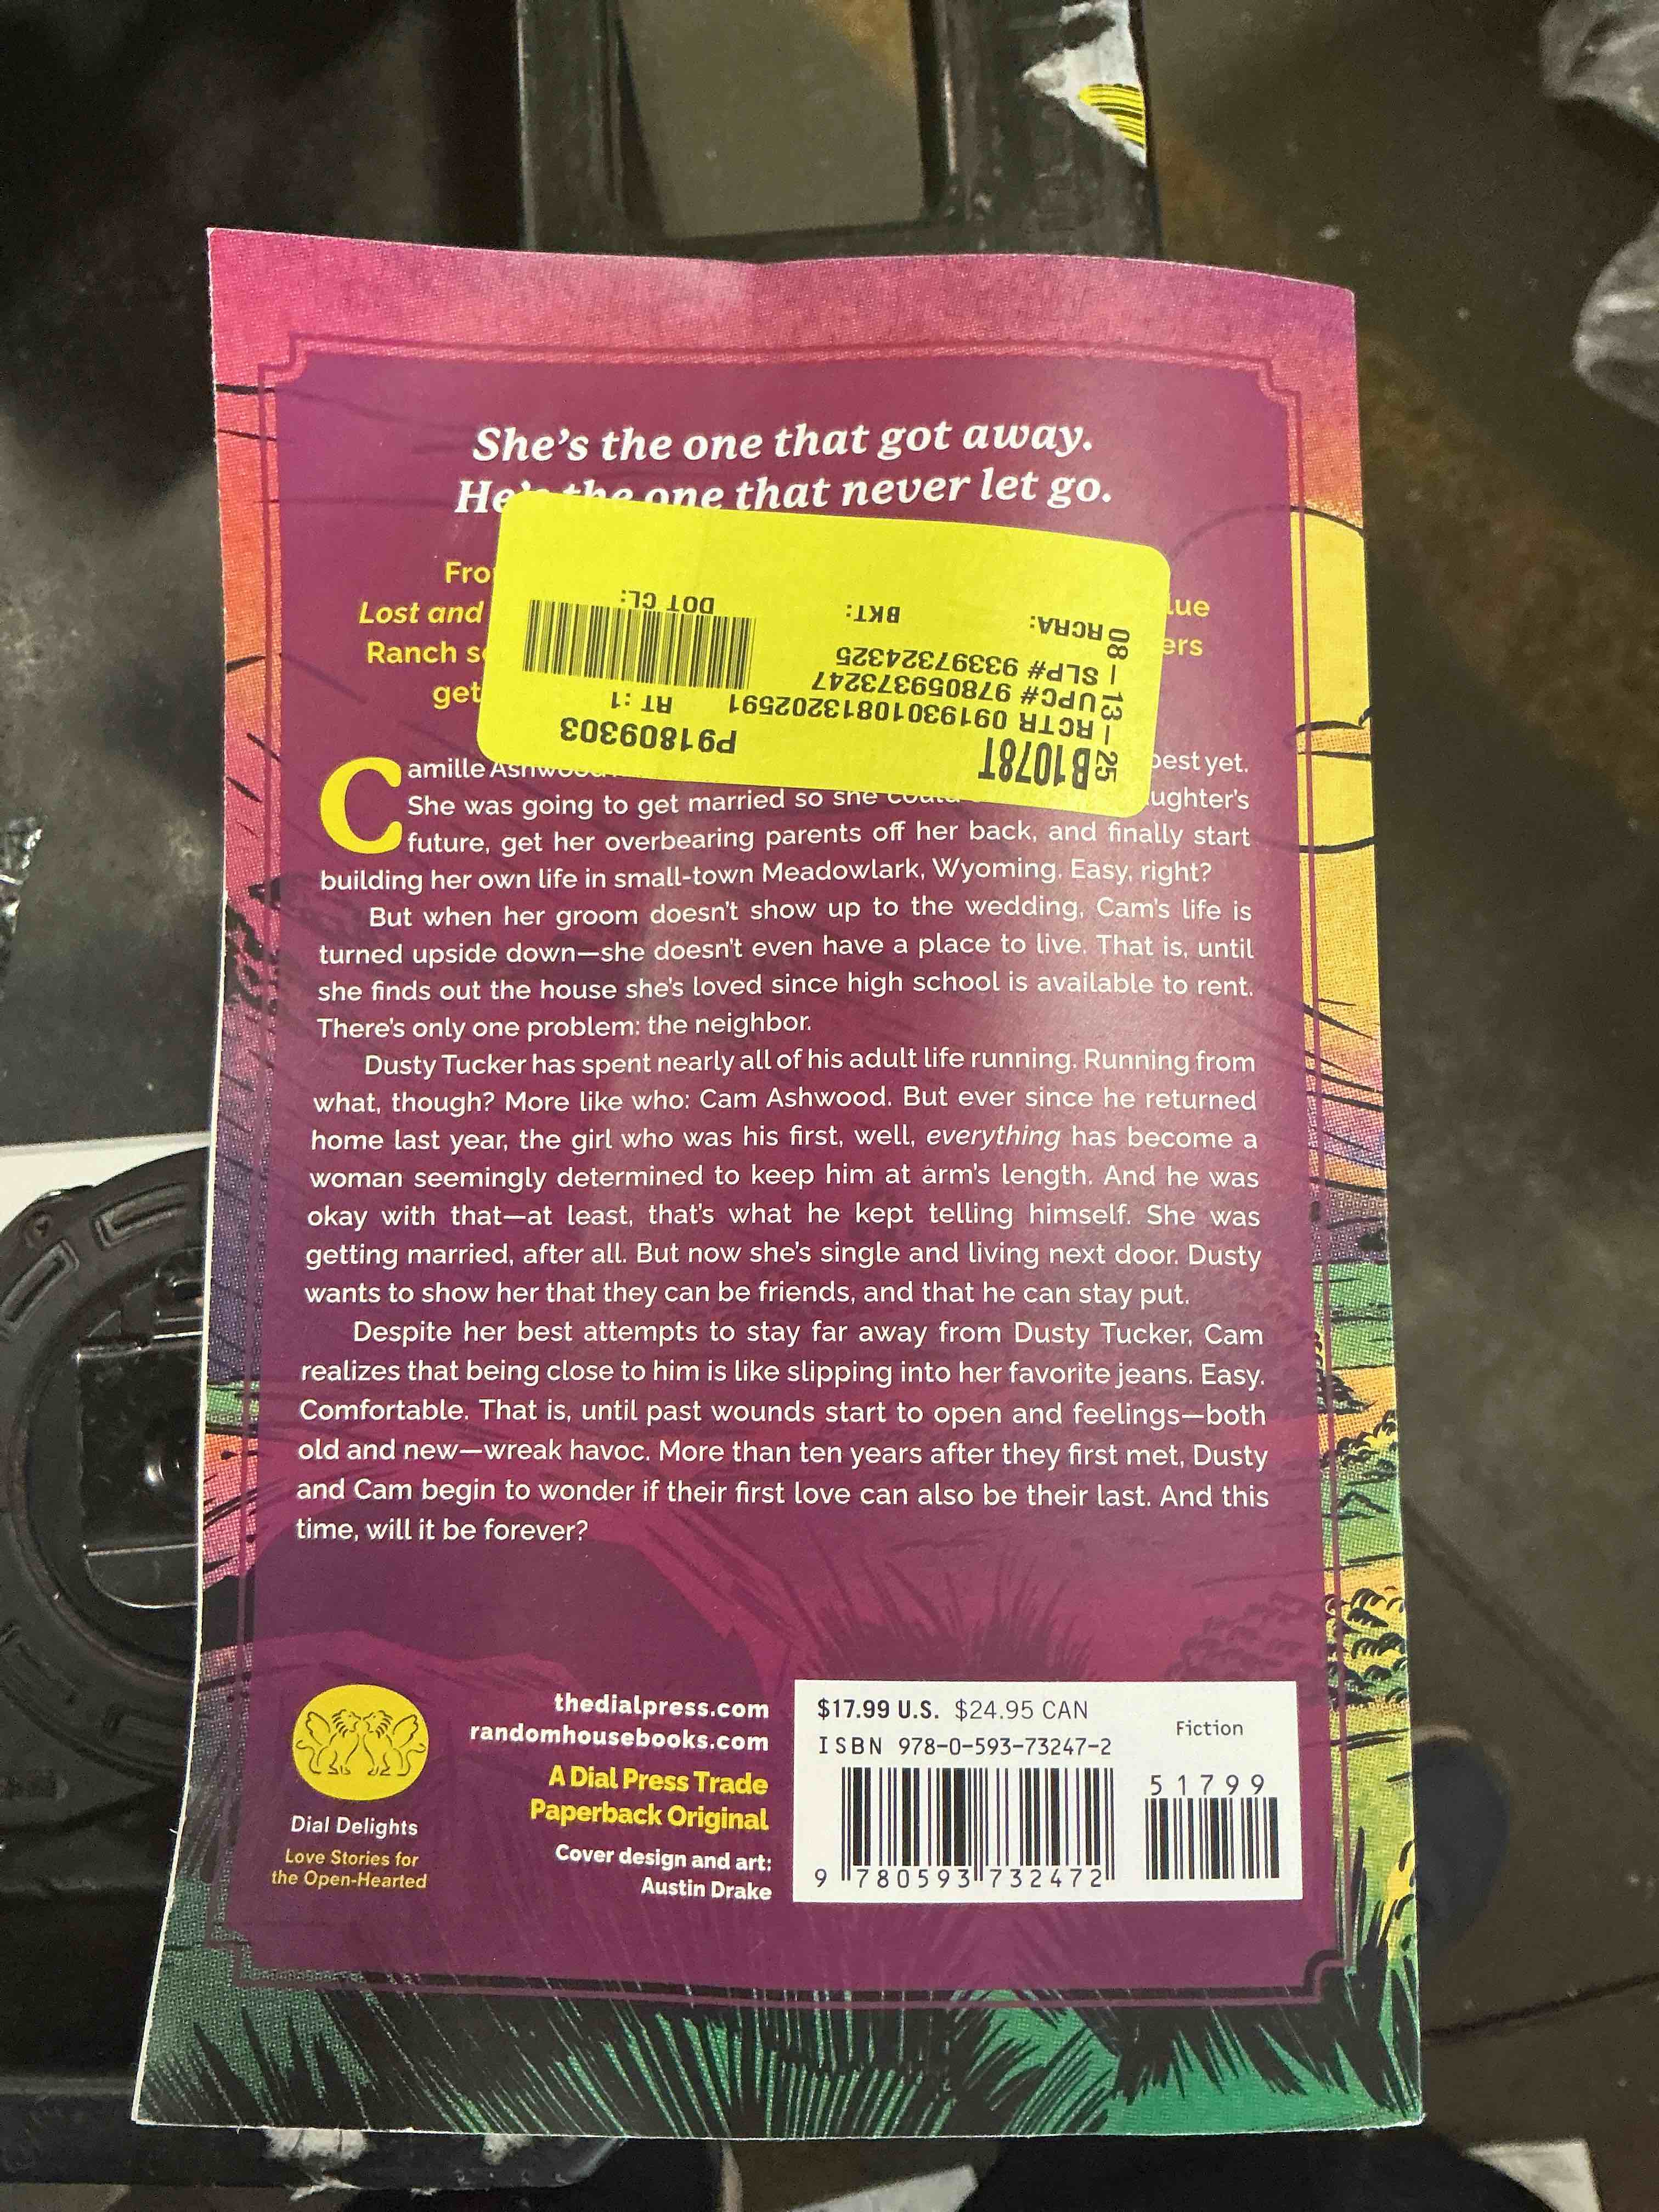 She's the one that got away.
He's the one that never let go.
Lost and
Ranch
get
DOT CL:
BKT:
RCRA:
SLP# 93397324325
UPC# 978059373247
RCTR 09193010813202591
RT : 1
P91809303
B1078T
25 – 13 – 08
best yet.
Camille
She was going to get married so she
future, get her overbearing parents off her back, and finally start
building her own life in small-town Meadowlark, Wyoming. Easy, right?
But when her groom doesn't show up to the wedding, Cam's life is
turned upside down—she doesn't even have a place to live. That is, until
she finds out the house she's loved since high school is available to rent.
There's only one problem: the neighbor.
Dusty Tucker has spent nearly all of his adult life running. Running from
what, though? More like who: Cam Ashwood. But ever since he returned
home last year, the girl who was his first, well, everything has become a
woman seemingly determined to keep him at arm's length. And he was
okay with that—at least, that's what he kept telling himself. She was
getting married, after all. But now she's single and living next door. Dusty
wants to show her that they can be friends, and that he can stay put.
Despite her best attempts to stay far away from Dusty Tucker, Cam
realizes that being close to him is like slipping into her favorite jeans. Easy.
Comfortable. That is, until past wounds start to open and feelings—both
old and new—wreak havoc. More than ten years after they first met, Dusty
and Cam begin to wonder if their first love can also be their last. And this
time, will it be forever?
Dial Delights
Love Stories for
the Open-Hearted
thedialpress.com
randomhousebooks.com
A Dial Press Trade
Paperback Original
Cover design and art:
Austin Drake
$17.99 U.S. $24.95 CAN
ISBN 978-0-593-73247-2
Fiction
51799
9 780593 732472